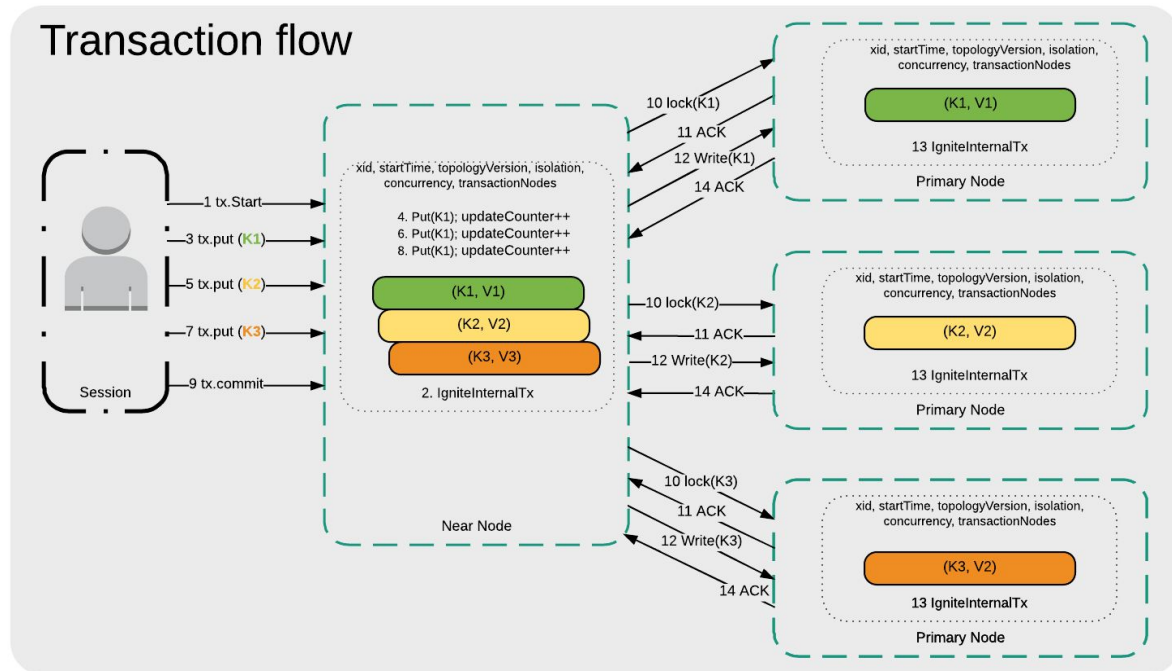 Transaction flow
1 tx.Start
3 tx.put (K1)
5 tx.put (K2)
7 tx.put (K3)
9 tx.commit
Session
xid, startTime, topologyVersion, isolation,
concurrency, transactionNodes
4. Put(K1); updateCounter++
6. Put(K1); updateCounter++
8. Put(K1); updateCounter++
(K1, V1)
(K2, V2)
(K3, V3)
2. IgniteInternalTx
Near Node
10 lock(K1)
11 ACK
12 Write(K1)
14 ACK
xid, startTime, topologyVersion, isolation,
concurrency, transactionNodes
(K1, V1)
13 IgniteInternalTx
Primary Node
10 lock(K2)
11 ACK
12 Write(K2)
14 ACK
xid, startTime, topologyVersion, isolation,
concurrency, transactionNodes
(K2, V2)
13 IgniteInternalTx
Primary Node
10 lock(K3)
11 ACK
12 Write(K3)
14 ACK
xid, startTime, topologyVersion, isolation,
concurrency, transactionNodes
(K3, V2)
13 IgniteInternalTx
Primary Node